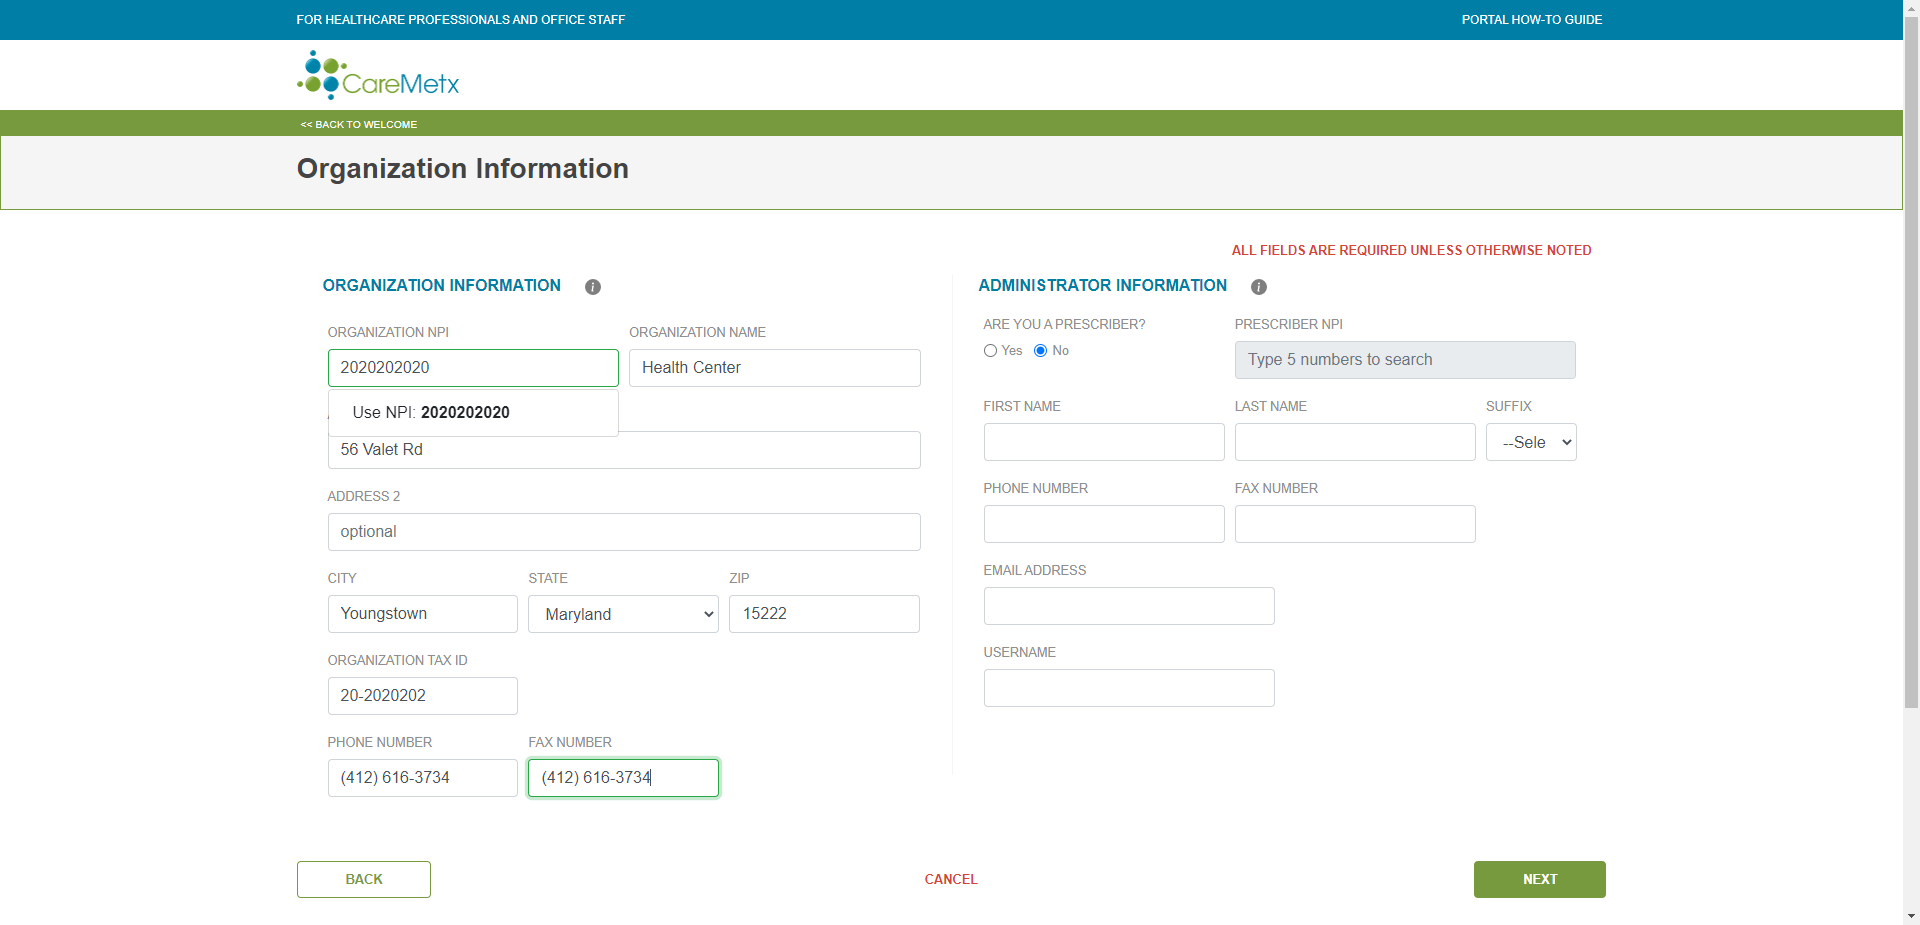 FOR HEALTHCARE PROFESSIONALS AND OFFICE STAFF
PORTAL HOW-TO GUIDE
CareMetx
<< BACK TO WELCOME
Organization Information
ALL FIELDS ARE REQUIRED UNLESS OTHERWISE NOTED
ORGANIZATION INFORMATION
ORGANIZATION NPI
ORGANIZATION NAME
2020202020
Health Center
Use NPI: 2020202020
56 Valet Rd
ADDRESS 2
optional
CITY
STATE
ZIP
Youngstown
Maryland
15222
ORGANIZATION TAX ID
20-2020202
PHONE NUMBER
FAX NUMBER
(412) 616-3734
(412) 616-3734
ADMINISTRATOR INFORMATION
ARE YOU A PRESCRIBER?
PRESCRIBER NPI
Yes
No
Type 5 numbers to search
FIRST NAME
LAST NAME
SUFFIX
--Sele
PHONE NUMBER
FAX NUMBER
EMAIL ADDRESS
USERNAME
BACK
CANCEL
NEXT